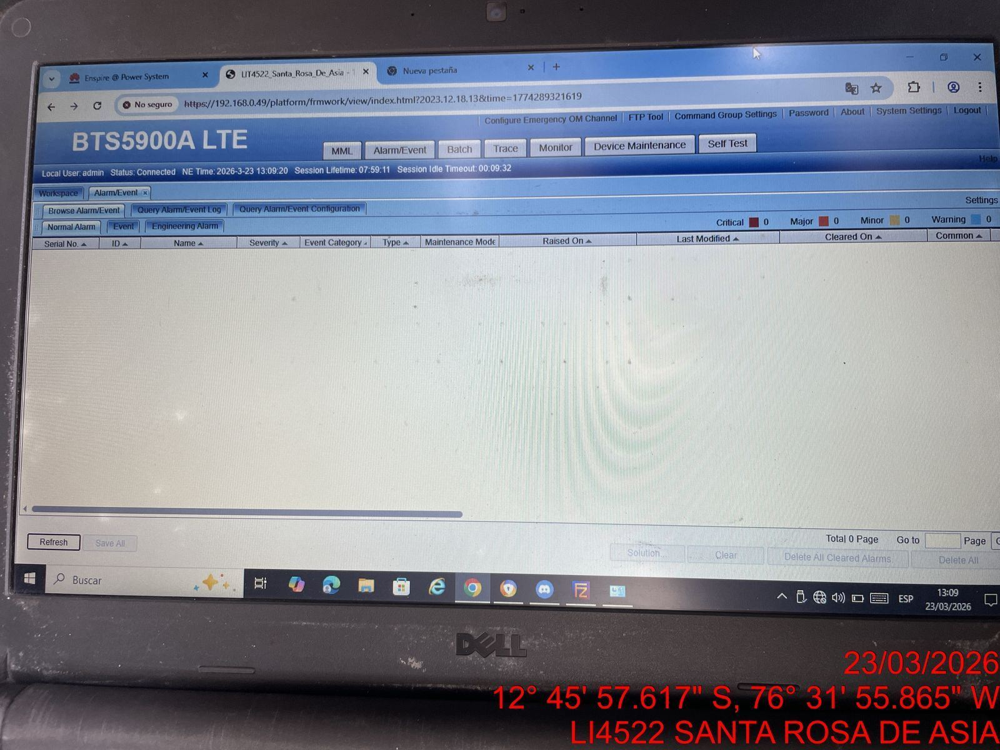 Enspire @ Power System
LIT4522_Santa_Rosa_De_Asia -
Nueva pestaña
No seguro
https://192.168.0.49/platform/frmwork/view/index.html?2023.12.18.13&time=1774289321619
Configure Emergency OM Channel FTP Tool Command Group Settings Password About System Settings Logout
BTS5900A LTE
MML Alarm/Event Batch Trace Monitor Device Maintenance Self Test
Help
Local User: admin Status: Connected NE Time: 2026-3-23 13:09:20 Session Lifetime: 07:59:11 Session Idle Timeout: 00:09:32
Workspace Alarm/Event
Browse Alarm/Event Query Alarm/Event Log Query Alarm/Event Configuration Settings
Normal Alarm Event Engineering Alarm Critical 0 Major 0 Minor 0 Warning 0
Serial No. ID Name Severity Event Category Type Maintenance Mode Raised On Last Modified Cleared On Common
Total 0 Page Go to Page
Refresh Save All Solution... Clear Delete All Cleared Alarms Delete All
Buscar
ESP
13:09
23/03/2026
DELL
23/03/2026
12° 45' 57.617" S, 76° 31' 55.865" W
LI4522 SANTA ROSA DE ASIA